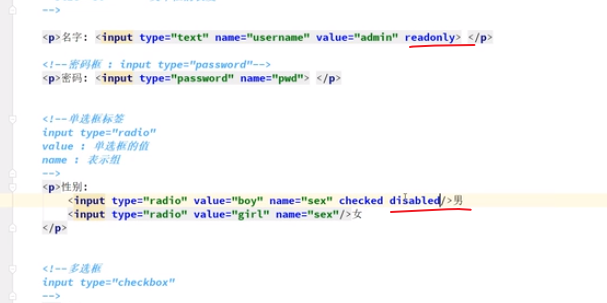 -->
<p>名字: <input type="text" name="username" value="admin" readonly> </p>
<!--密码框 : input type="password"-->
<p>密码: <input type="password" name="pwd"> </p>
<!--单选框标签
input type="radio"
value : 单选框的值
name : 表示组
-->
<p>性别:
<input type="radio" value="boy" name="sex" checked disabled/>男
<input type="radio" value="girl" name="sex"/>女
</p>
<!--多选框
input type="checkbox"
-->